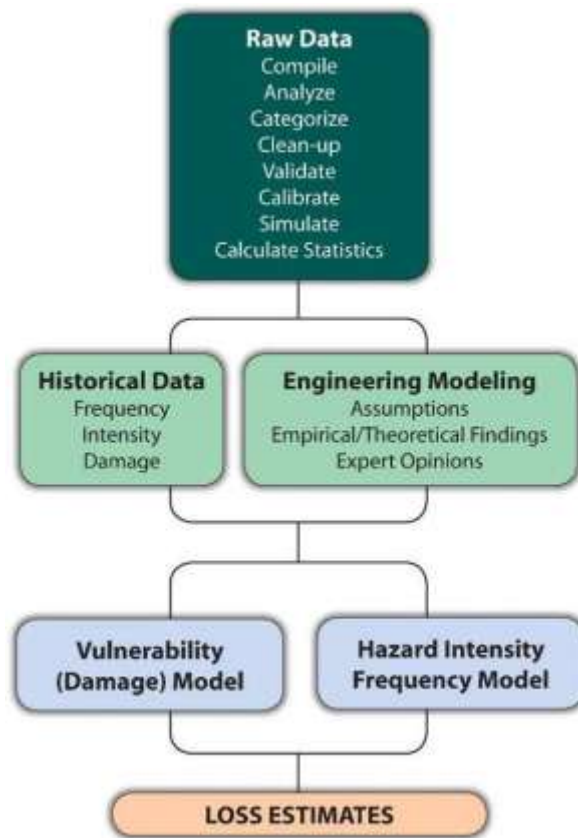 Raw Data
Compile
Analyze
Categorize
Clean-up
Validate
Calibrate
Simulate
Calculate Statistics
Historical Data
Frequency
Intensity
Damage
Engineering Modeling
Assumptions
Empirical/Theoretical Findings
Expert Opinions
Vulnerability
(Damage) Model
Hazard Intensity
Frequency Model
LOSS ESTIMATES